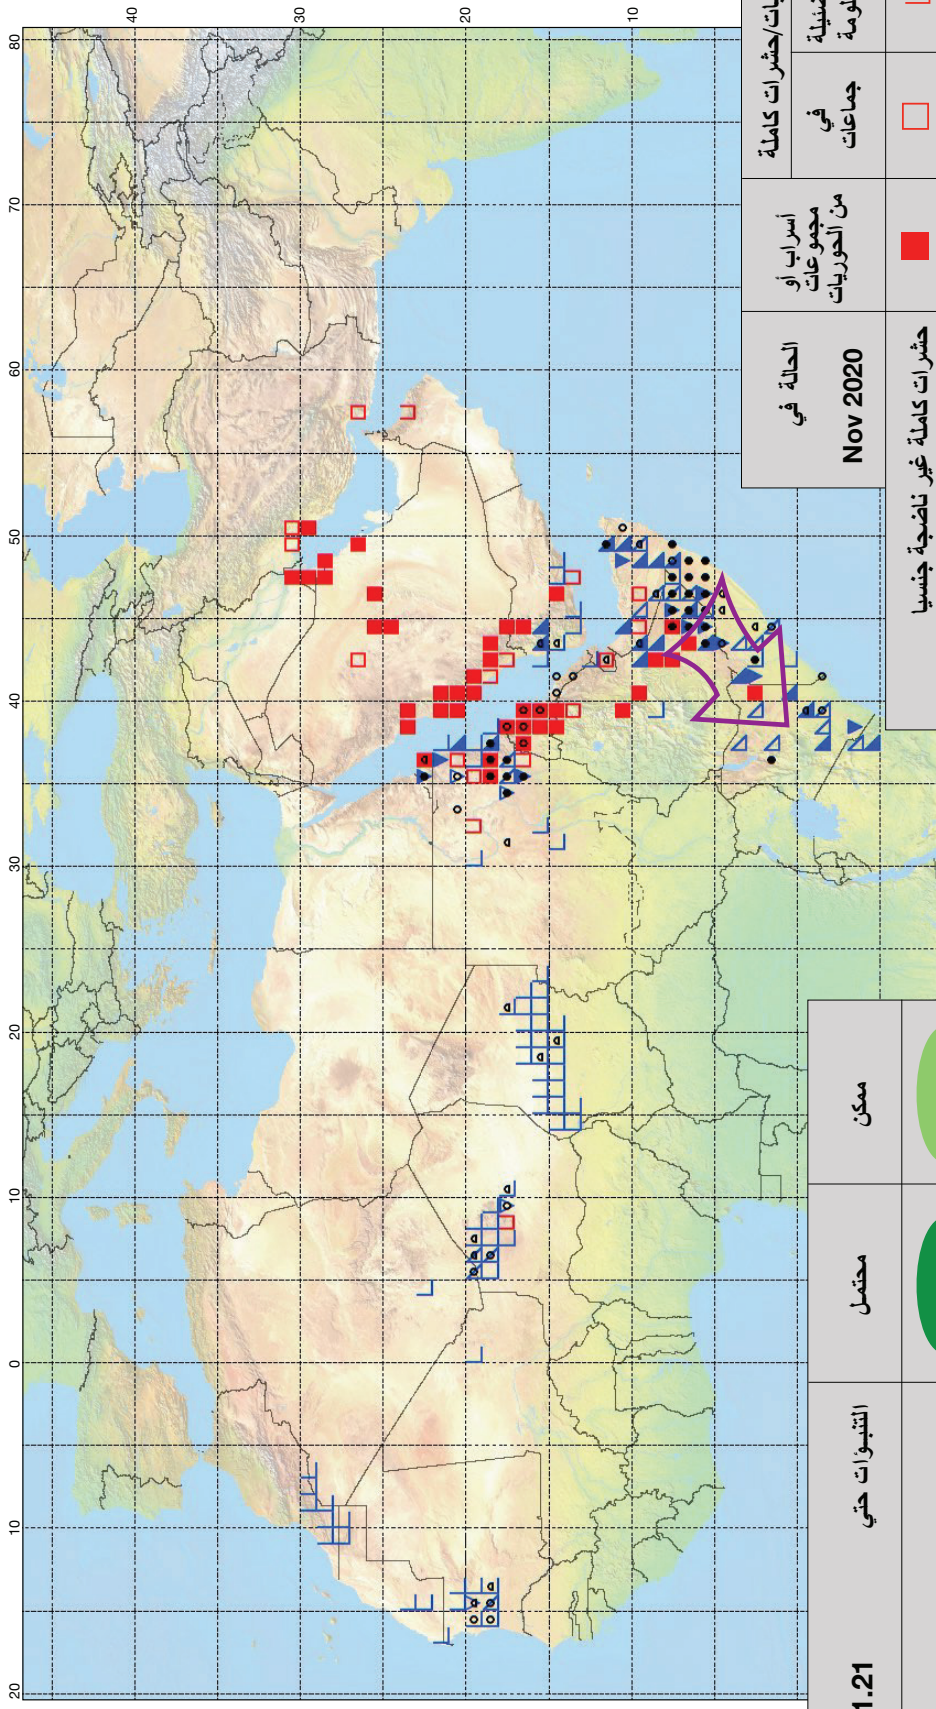 80
70
60
50
40
30
20
10
0
10
20
40
30
20
10
الحالة في
Nov 2020
أسراب أو
مجموعات
من الحوريات
في
جماعات
حشرات كاملة غير ناضجة جنسيا
التنبؤات حتي
1.21
محتمل
ممكن